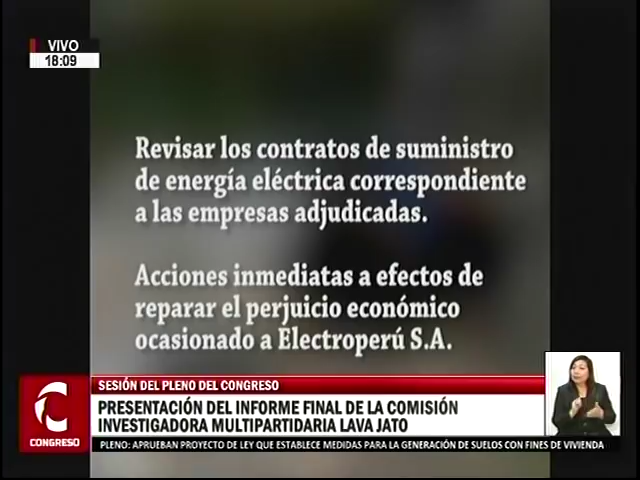 VIVO
18:09
Revisar los contratos de suministro
de energía eléctrica correspondiente
a las empresas adjudicadas.
Acciones inmediatas a efectos de
reparar el perjuicio económico
ocasionado a Electroperú S.A.
SESIÓN DEL PLENO DEL CONGRESO
PRESENTACIÓN DEL INFORME FINAL DE LA COMISIÓN
INVESTIGADORA MULTIPARTIDARIA LAVA JATO
CONGRESO
PLENO: APRUEBAN PROYECTO DE LEY QUE ESTABLECE MEDIDAS PARA LA GENERACIÓN DE SUELOS CON FINES DE VIVIENDA